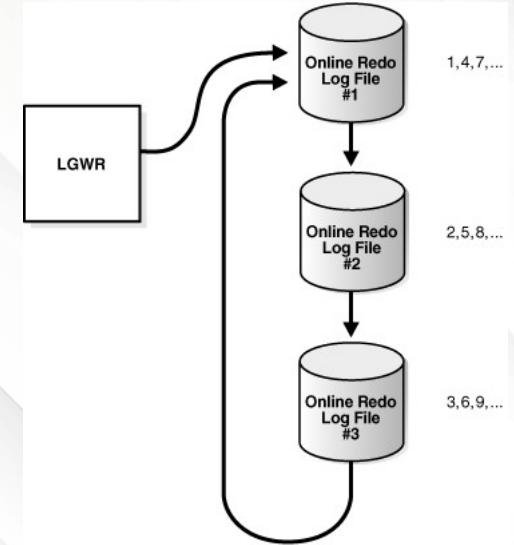 Online Redo
Log File
#1
1,4,7,...
LGWR
Online Redo
Log File
#2
2,5,8,...
Online Redo
Log File
#3
3,6,9,...